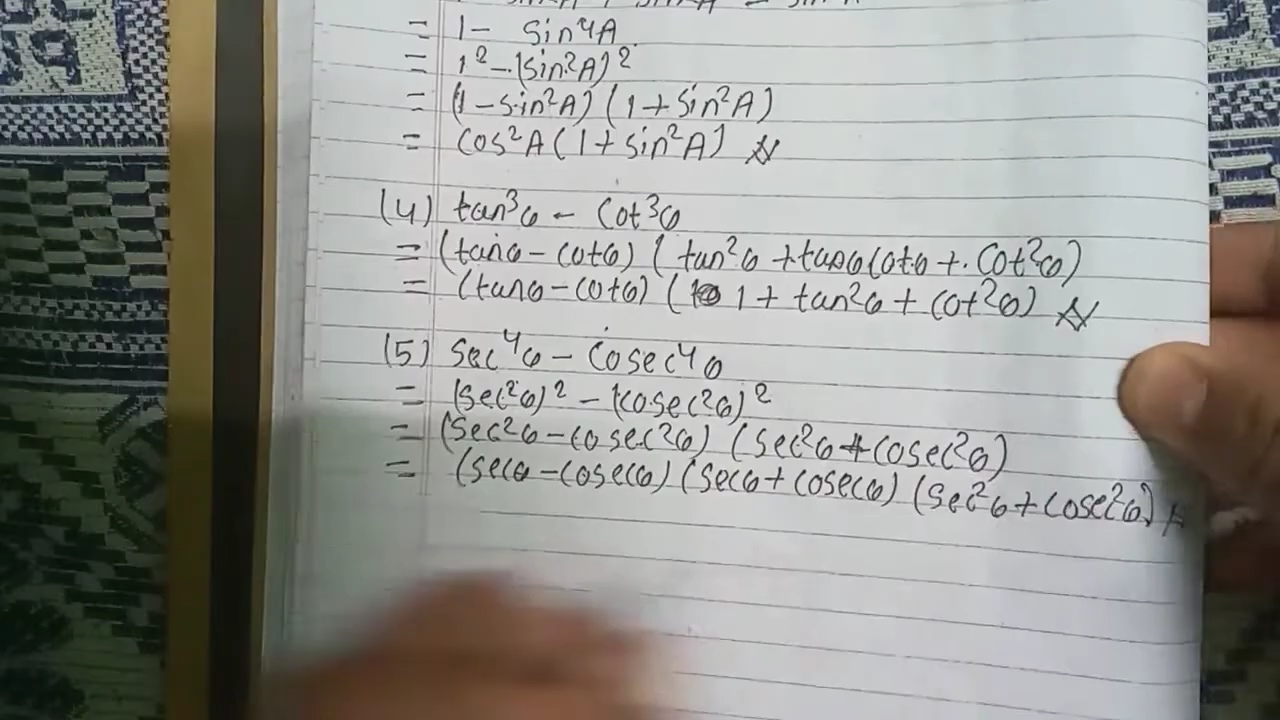 = 1 - sin⁴A
= 1² - (sin²A)²
= (1 - sin²A) (1 + sin²A)
= cos²A (1 + sin²A)
(4) tan³θ - cot³θ
= (tanθ - cotθ) (tan²θ + tanθ cotθ + cot²θ)
= (tanθ - cotθ) (1 + tan²θ + cot²θ)
(5) sec⁴θ - cosec⁴θ
= (sec²θ)² - (cosec²θ)²
= (sec²θ - cosec²θ) (sec²θ + cosec²θ)
= (secθ - cosecθ) (secθ + cosecθ) (sec²θ + cosec²θ)